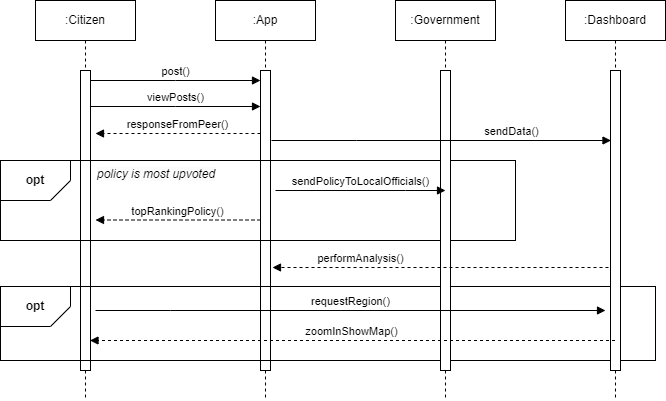 :Citizen
:App
:Government
:Dashboard
post()
viewPosts()
responseFromPeer()
sendData()
opt
policy is most upvoted
sendPolicyToLocalOfficials()
topRankingPolicy()
performAnalysis()
opt
requestRegion()
zoomInShowMap()